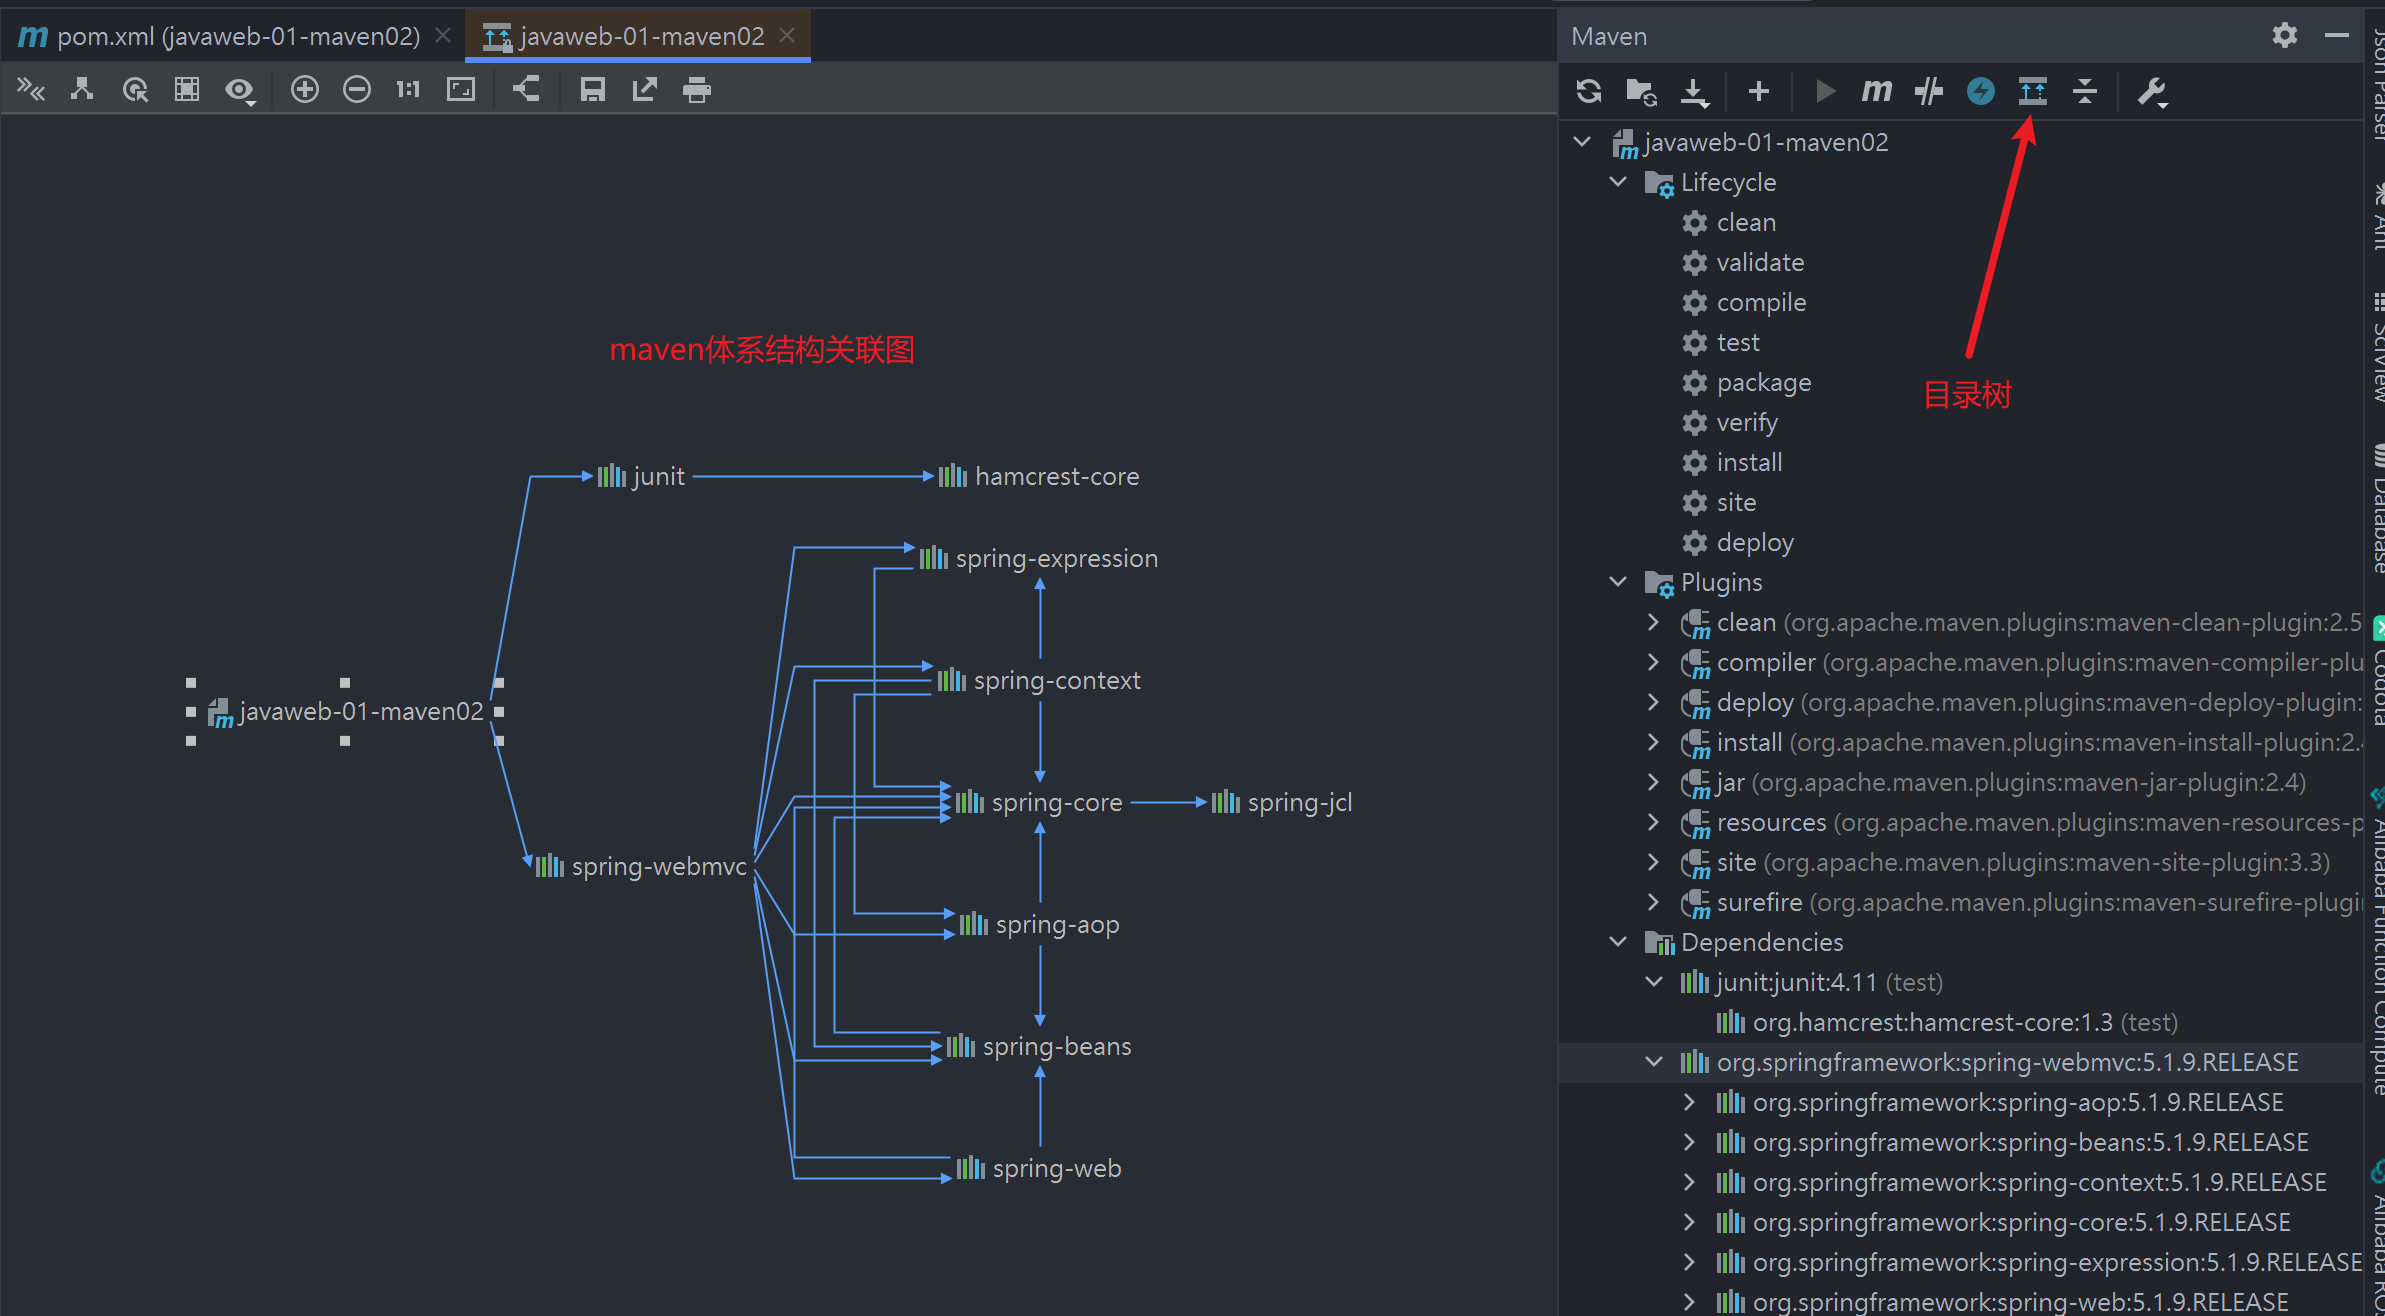 pom.xml (javaweb-01-maven02)
javaweb-01-maven02
1:1
maven体系结构关联图
junit
hamcrest-core
spring-expression
spring-context
javaweb-01-maven02
spring-core
spring-jcl
spring-webmvc
spring-aop
spring-beans
spring-web
Maven
javaweb-01-maven02
Lifecycle
clean
validate
compile
test
目录树
package
verify
install
site
deploy
Plugins
clean (org.apache.maven.plugins:maven-clean-plugin:2.5
compiler (org.apache.maven.plugins:maven-compiler-plu
deploy (org.apache.maven.plugins:maven-deploy-plugin:
install (org.apache.maven.plugins:maven-install-plugin:2.
jar (org.apache.maven.plugins:maven-jar-plugin:2.4)
resources (org.apache.maven.plugins:maven-resources-p
site (org.apache.maven.plugins:maven-site-plugin:3.3)
surefire (org.apache.maven.plugins:maven-surefire-plugi
Dependencies
junit:junit:4.11 (test)
org.hamcrest:hamcrest-core:1.3 (test)
org.springframework:spring-webmvc:5.1.9.RELEASE
org.springframework:spring-aop:5.1.9.RELEASE
org.springframework:spring-beans:5.1.9.RELEASE
org.springframework:spring-context:5.1.9.RELEASE
org.springframework:spring-core:5.1.9.RELEASE
org.springframework:spring-expression:5.1.9.RELEASE
org.springframework:spring-web:5.1.9.RELEASE
Json Parser
Ant
SciView
Database
Codota
Alibaba Function Compute